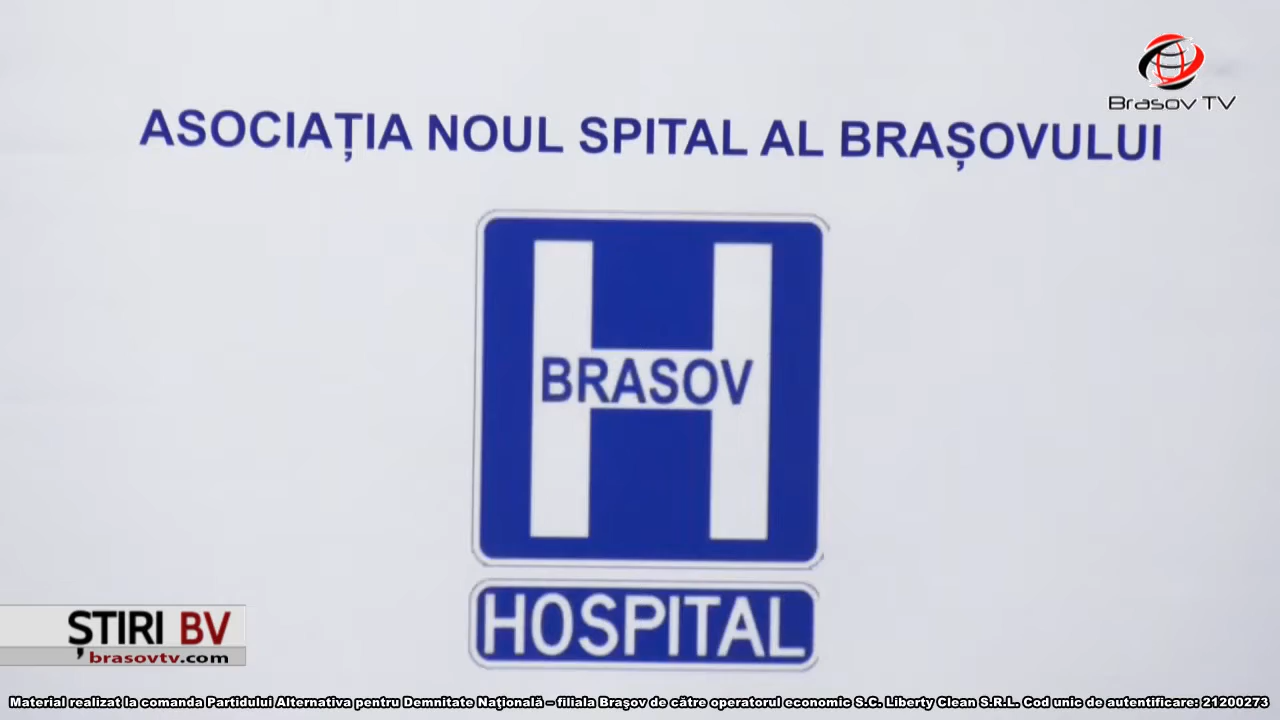 Brasov TV
ASOCIAȚIA NOUL SPITAL AL BRAȘOVULUI
BRASOV
HOSPITAL
ȘTIRI BV
brasovtv.com
Material realizat la comanda Partidului Alternativa pentru Demnitate Naţională – filiala Braşov de către operatorul economic S.C. Liberty Clean S.R.L. Cod unic de autentificare: 21200273